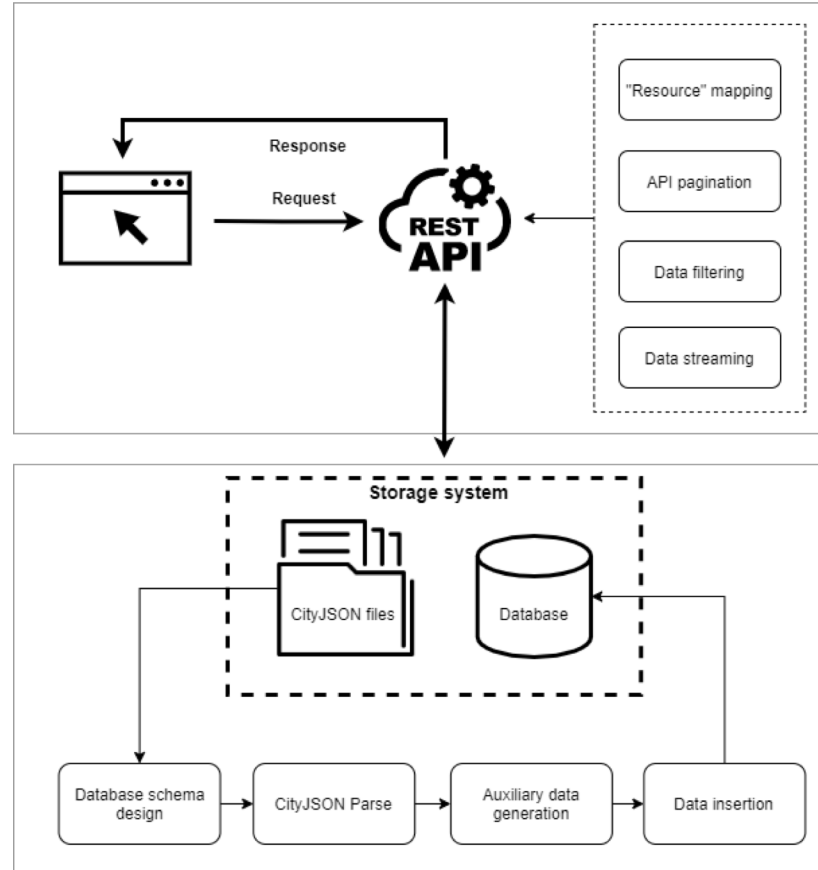 "Resource" mapping
Response
API pagination
Request
REST
API
Data filtering
Data streaming
Storage system
CityJSON files
Database
Database schema
design
CityJSON Parse
Auxiliary data
generation
Data insertion